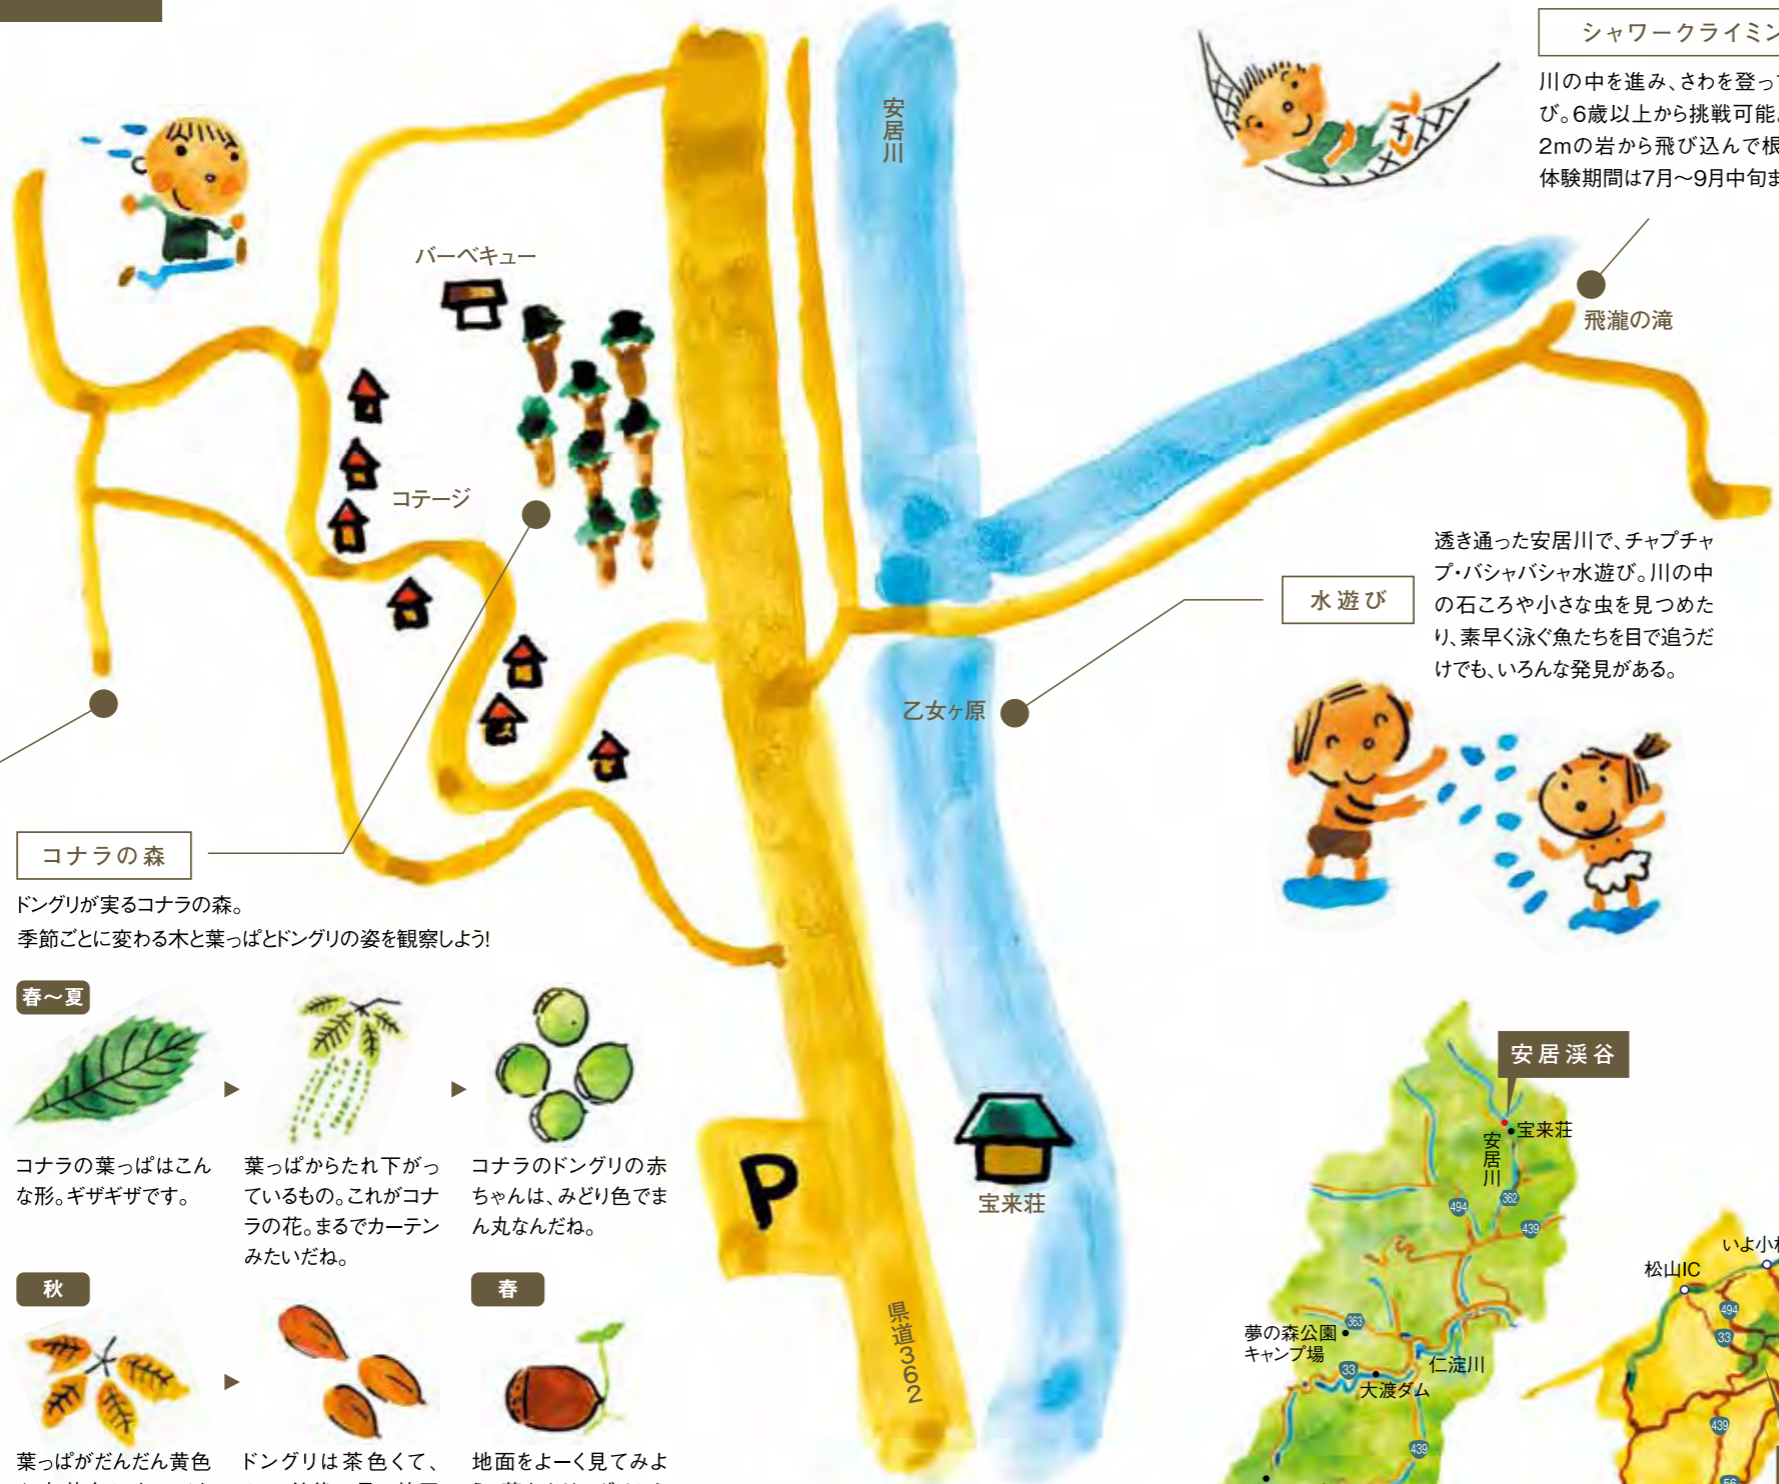 シャワークライミン
川の中を進み、さわを登っ
び。6歳以上から挑戦可能
2mの岩から飛び込んで根
体験期間は7月〜9月中旬ま
安居川
バーベキュー
飛瀧の滝
コテージ
水遊び
透き通った安居川で、チャプチャ
プ・バシャバシャ水遊び。川の中
の石ころや小さな虫を見つめた
り、素早く泳ぐ魚たちを目で追うだ
けでも、いろんな発見がある。
乙女ヶ原
コナラの森
ドングリが実るコナラの森。
季節ごとに変わる木と葉っぱとドングリの姿を観察しよう!
春〜夏
コナラの葉っぱはこん
な形。ギザギザです。
葉っぱからたれ下がっ
ているもの。これがコナ
ラの花。まるでカーテン
みたいだね。
コナラのドングリの赤
ちゃんは、みどり色でま
ん丸なんだね。
秋
葉っぱがだんだん黄色
ドングリは茶色くて、
春
地面をよーく見てみよ
P
宝来荘
県道362
安居渓谷
宝来荘
安居川
494
362
439
363
夢の森公園
キャンプ場
33
仁淀川
大渡ダム
439
いよ小
松山IC
494
33
439
56